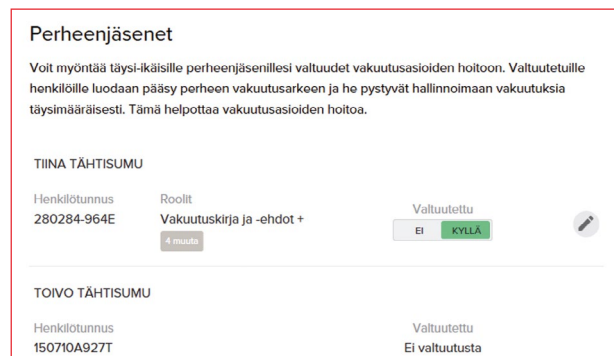 Perheenjäsenet
Voit myöntää täysi-ikäisille perheenjäsenillesi valtuudet vakuutusasioiden hoitoon. Valtuutetuille
henkilöille luodaan pääsy perheen vakuutusarkeen ja he pystyvät hallinnoimaan vakuutuksia
täysimääräisesti. Tämä helpottaa vakuutusasioiden hoitoa.
TIINA TÄHTISUMU
Henkilötunnus Roolit Valtuutettu
280284-964E Vakuutuskirja ja -ehdot + EI KYLLÄ
4 muuta
TOIVO TÄHTISUMU
Henkilötunnus Valtuutettu
150710A927T Ei valtuutusta